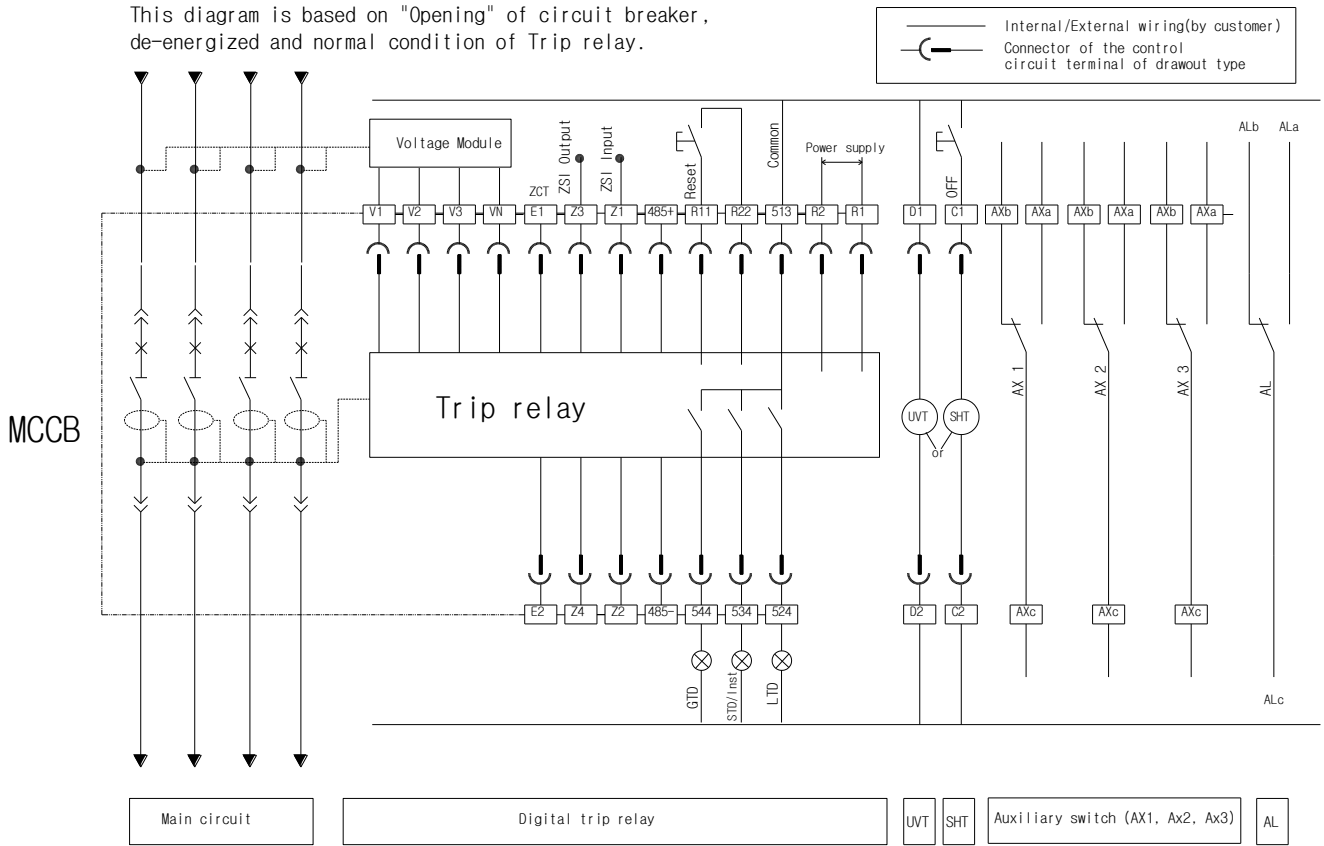 This diagram is based on "Opening" of circuit breaker,
de-energized and normal condition of Trip relay.
Internal/External wiring(by customer)
Connector of the control
circuit terminal of drawout type
Voltage Module
ZCT
ZSI Output
ZSI Input
Reset
Common
Power supply
OFF
ALb
ALa
V1
V2
V3
VN
E1
Z3
Z1
485+
R11
R22
513
R2
R1
D1
C1
AXb
AXa
AXb
AXa
AXb
AXa
Trip relay
MCCB
UVT
SHT
or
AX 1
AX 2
AX 3
AL
E2
Z4
Z2
485-
544
534
524
D2
C2
AXc
AXc
AXc
GTD
STD/Inst
LTD
ALc
Main circuit
Digital trip relay
UVT
SHT
Auxiliary switch (AX1, Ax2, Ax3)
AL